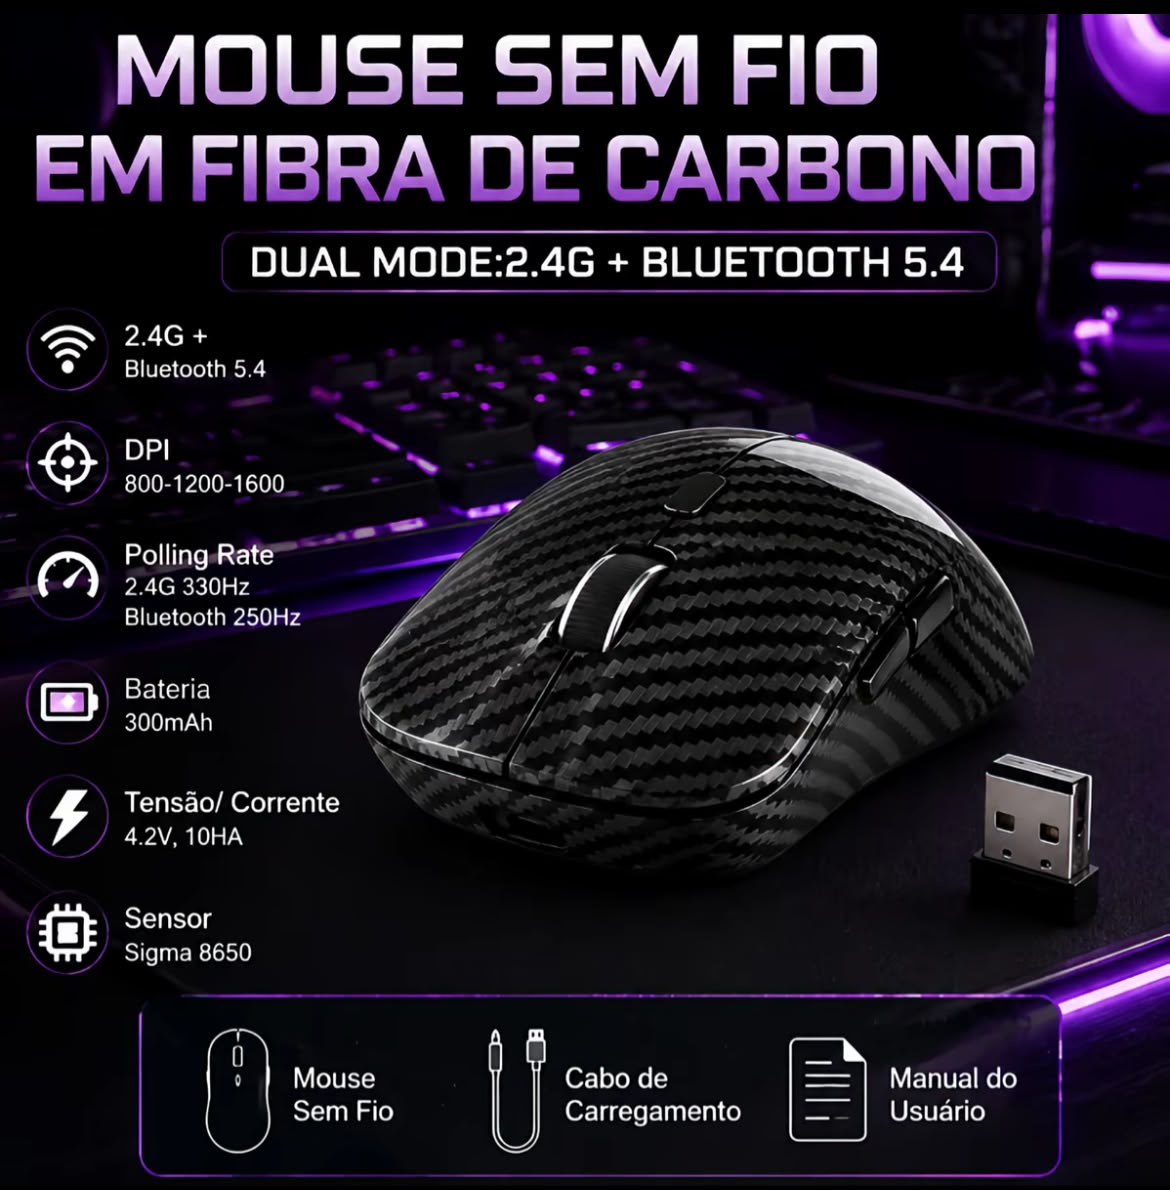 MOUSE SEM FIO
EM FIBRA DE CARBONO
DUAL MODE:2.4G + BLUETOOTH 5.4
2.4G +
Bluetooth 5.4
DPI
800-1200-1600
Polling Rate
2.4G 330Hz
Bluetooth 250Hz
Bateria
300mAh
Tensão/ Corrente
4.2V, 10HA
Sensor
Sigma 8650
Mouse
Sem Fio
Cabo de
Carregamento
Manual do
Usuário